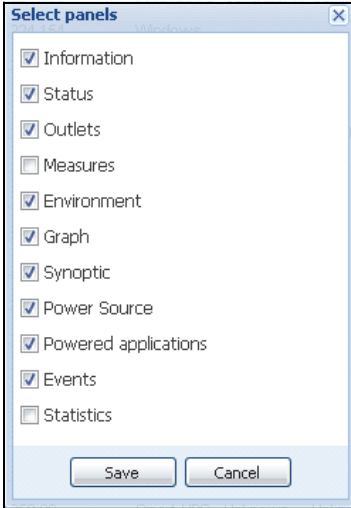 Select panels
Information
Status
Outlets
Measures
Environment
Graph
Synoptic
Power Source
Powered applications
Events
Statistics
Save Cancel